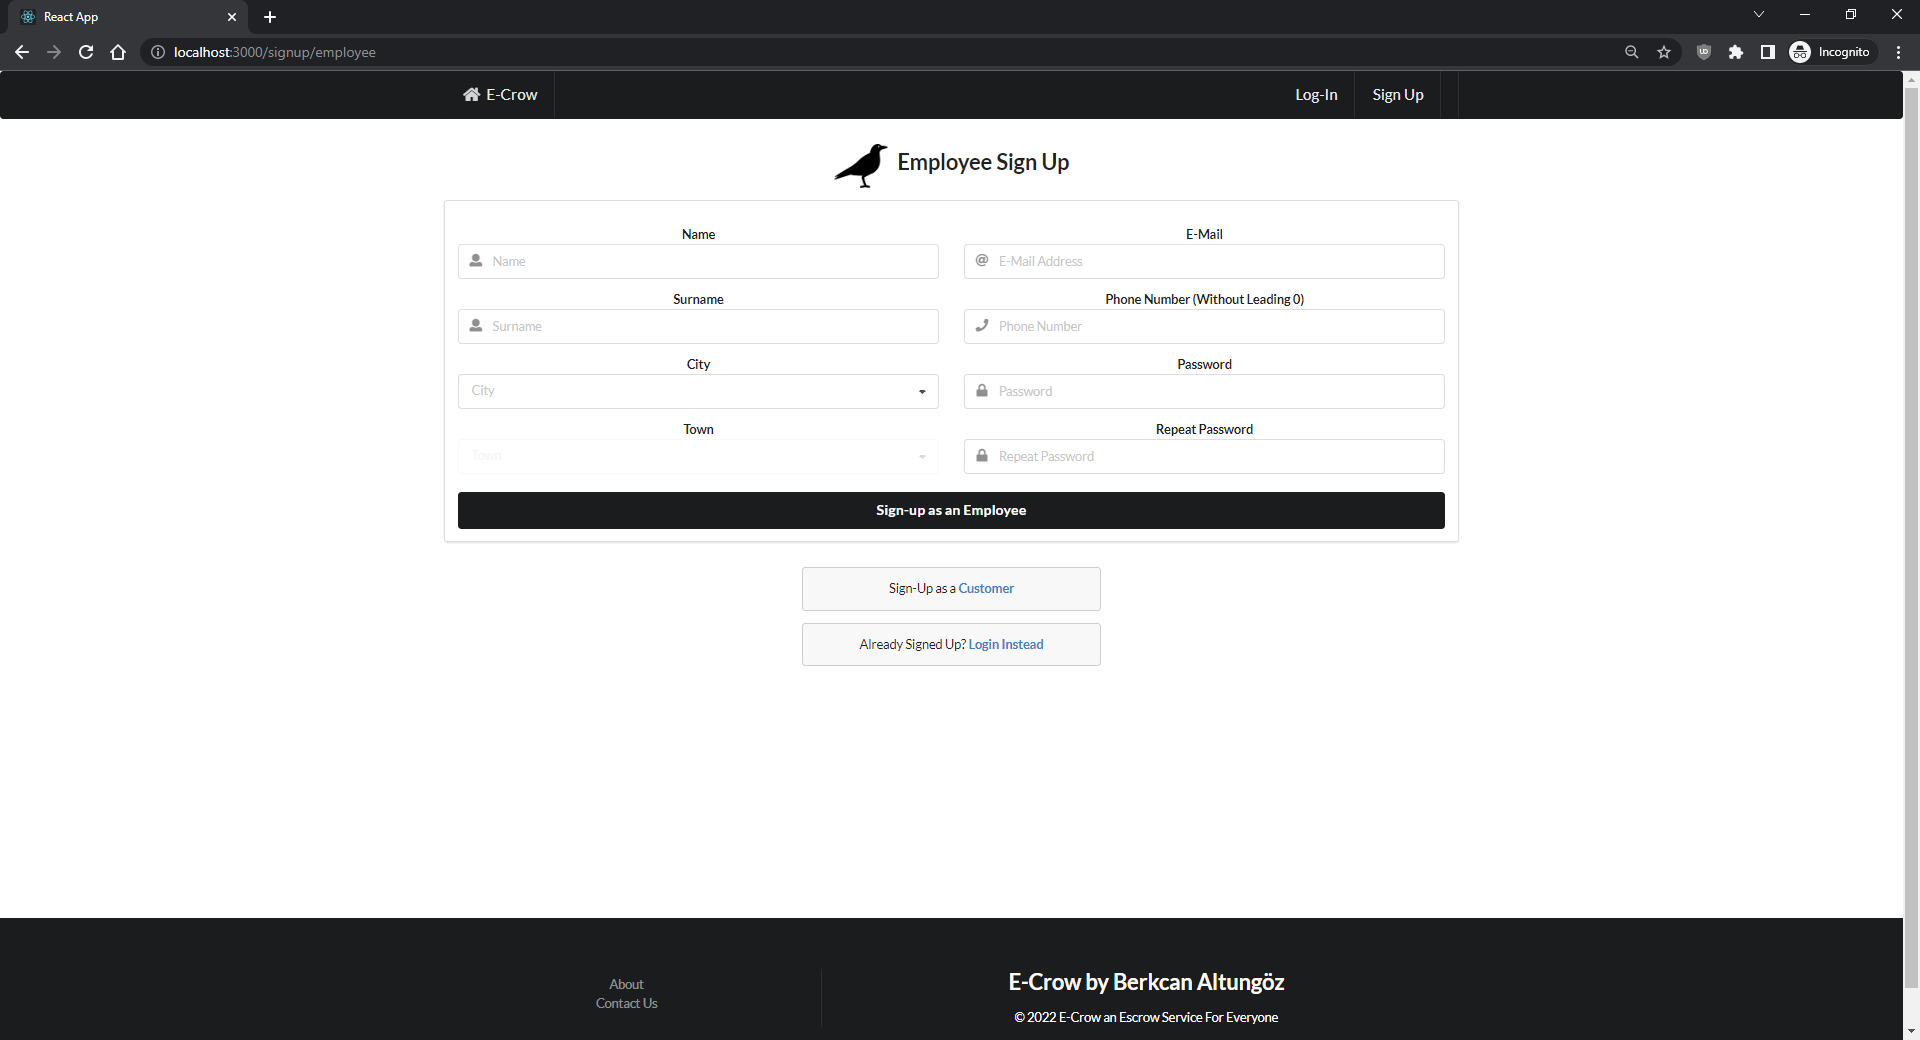 React App
localhost:3000/signup/employee
Incognito
E-Crow
Log-In
Sign Up
Employee Sign Up
Name
Name
E-Mail
@ E-Mail Address
Surname
Surname
Phone Number (Without Leading 0)
Phone Number
City
City
Password
Password
Town
Town
Repeat Password
Repeat Password
Sign-up as an Employee
Sign-Up as a Customer
Already Signed Up? Login Instead
About
Contact Us
E-Crow by Berkcan Altungöz
© 2022 E-Crow an Escrow Service For Everyone